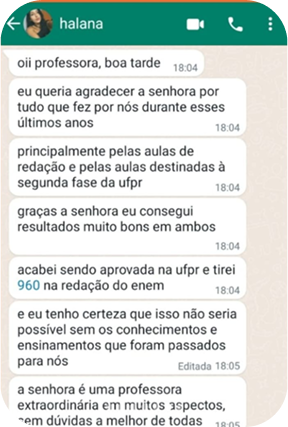 halana
oii professora, boa tarde
18:04
eu queria agradecer a senhora por
tudo que fez por nós durante esses
últimos anos
18:04
principalmente pelas aulas de
redação e pelas aulas destinadas à
segunda fase da ufpr
18:04
graças a senhora eu consegui
resultados muito bons em ambos
18:04
acabei sendo aprovada na ufpr e tirei
960 na redação do enem
18:04
e eu tenho certeza que isso não seria
possível sem os conhecimentos e
ensinamentos que foram passados
para nós
Editada 18:05
a senhora é uma professora
extraordinária em muitos aspectos,
sem dúvidas a melhor de todas
18:05